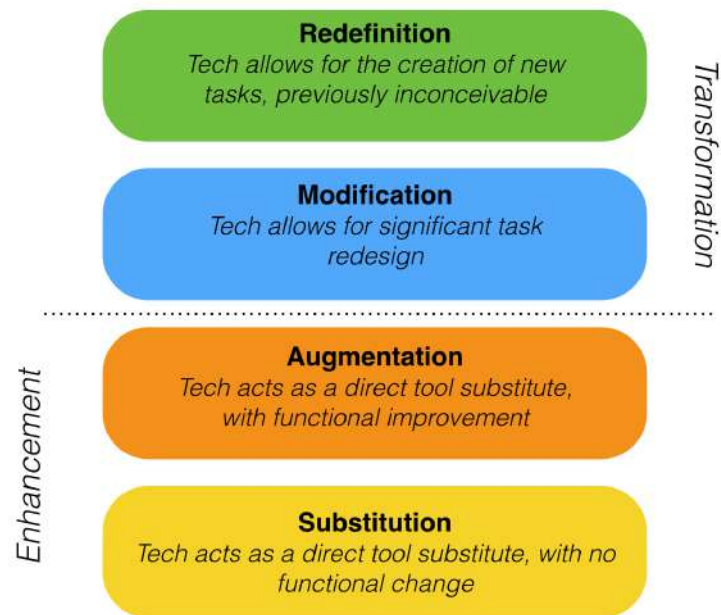 Redefinition
Tech allows for the creation of new
tasks, previously inconceivable
Transformation
Modification
Tech allows for significant task
redesign
Augmentation
Tech acts as a direct tool substitute,
with functional improvement
Enhancement
Substitution
Tech acts as a direct tool substitute, with no
functional change